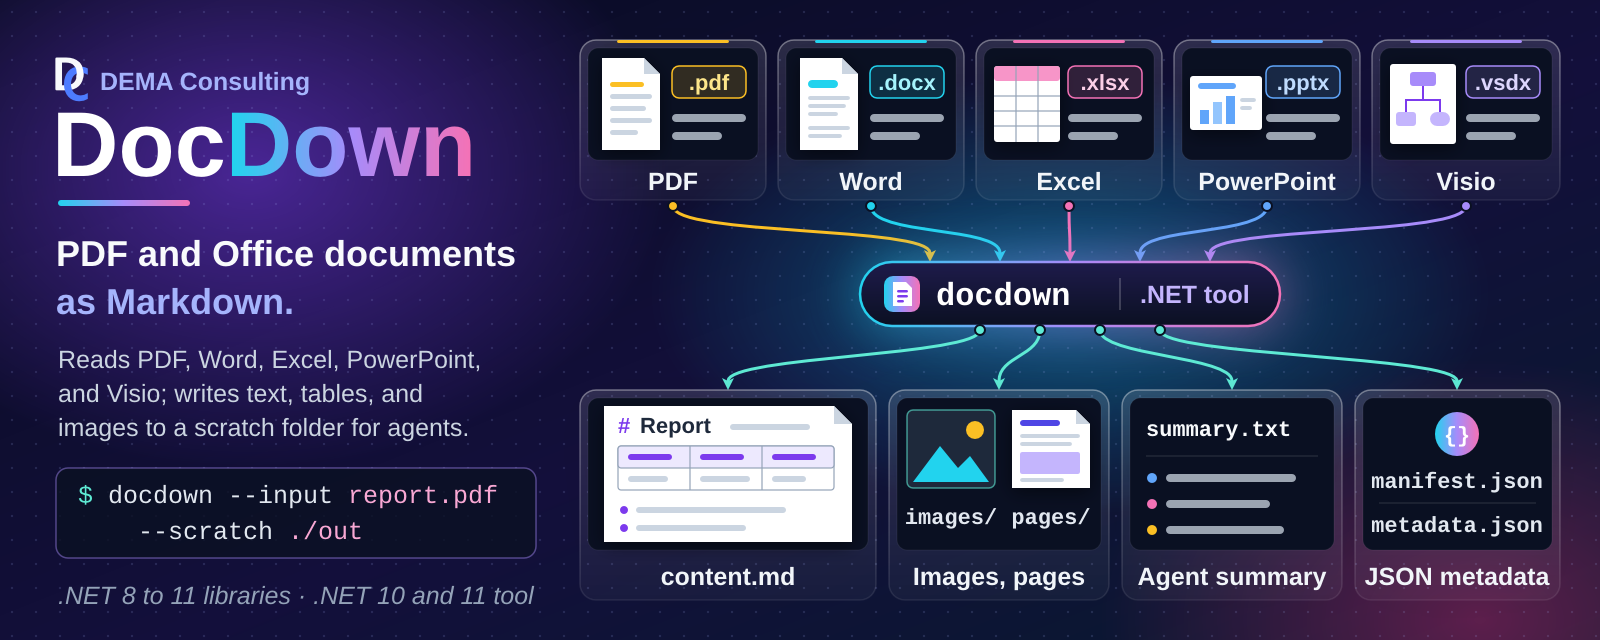 DC DEMA Consulting
DocDown
PDF and Office documents
as Markdown.
Reads PDF, Word, Excel, PowerPoint,
and Visio; writes text, tables, and
images to a scratch folder for agents.
$ docdown --input report.pdf
--scratch ./out
.NET 8 to 11 libraries · .NET 10 and 11 tool
.pdf
PDF
.docx
Word
.xlsx
Excel
.pptx
PowerPoint
.vsdx
Visio
docdown
.NET tool
# Report
content.md
images/
pages/
Images, pages
summary.txt
Agent summary
{}
manifest.json
metadata.json
JSON metadata